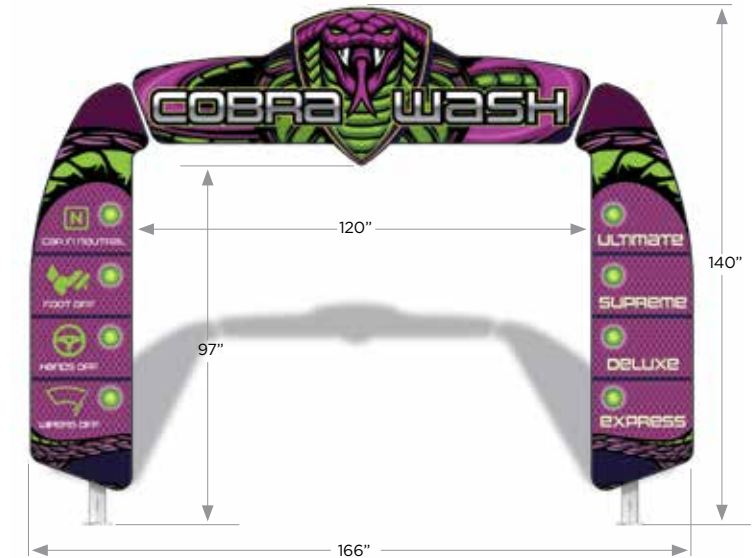 COBRA WASH
N
CAR IN NEUTRAL
FOOT OFF
HANDS OFF
WIPERS OFF
ULTIMATE
SUPREME
DELUXE
EXPRESS
120”
97”
140”
166”